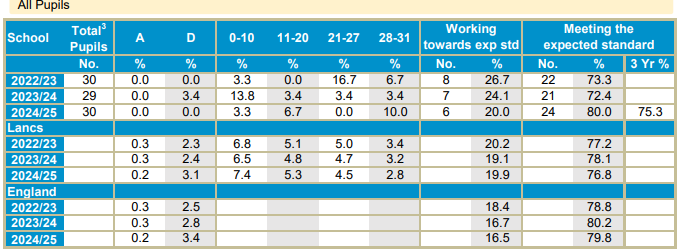 All Pupils
School Total3 Pupils A D 0-10 11-20 21-27 28-31 Working towards exp std Meeting the expected standard
No. % % % % % % No. % No. % 3 Yr %
2022/23 30 0.0 0.0 3.3 0.0 16.7 6.7 8 26.7 22 73.3
2023/24 29 0.0 3.4 13.8 3.4 3.4 3.4 7 24.1 21 72.4
2024/25 30 0.0 0.0 3.3 6.7 0.0 10.0 6 20.0 24 80.0 75.3
Lancs
2022/23 0.3 2.3 6.8 5.1 5.0 3.4 20.2 77.2
2023/24 0.3 2.4 6.5 4.8 4.7 3.2 19.1 78.1
2024/25 0.2 3.1 7.4 5.3 4.5 2.8 19.9 76.8
England
2022/23 0.3 2.5 18.4 78.8
2023/24 0.3 2.8 16.7 80.2
2024/25 0.2 3.4 16.5 79.8